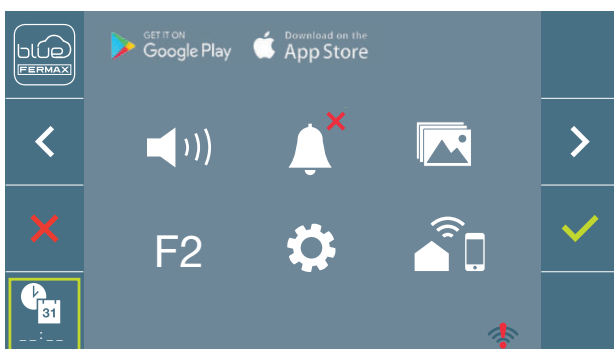 blue
FERMAX
GET IT ON
Google Play
Download on the
App Store
F2
31
--:--